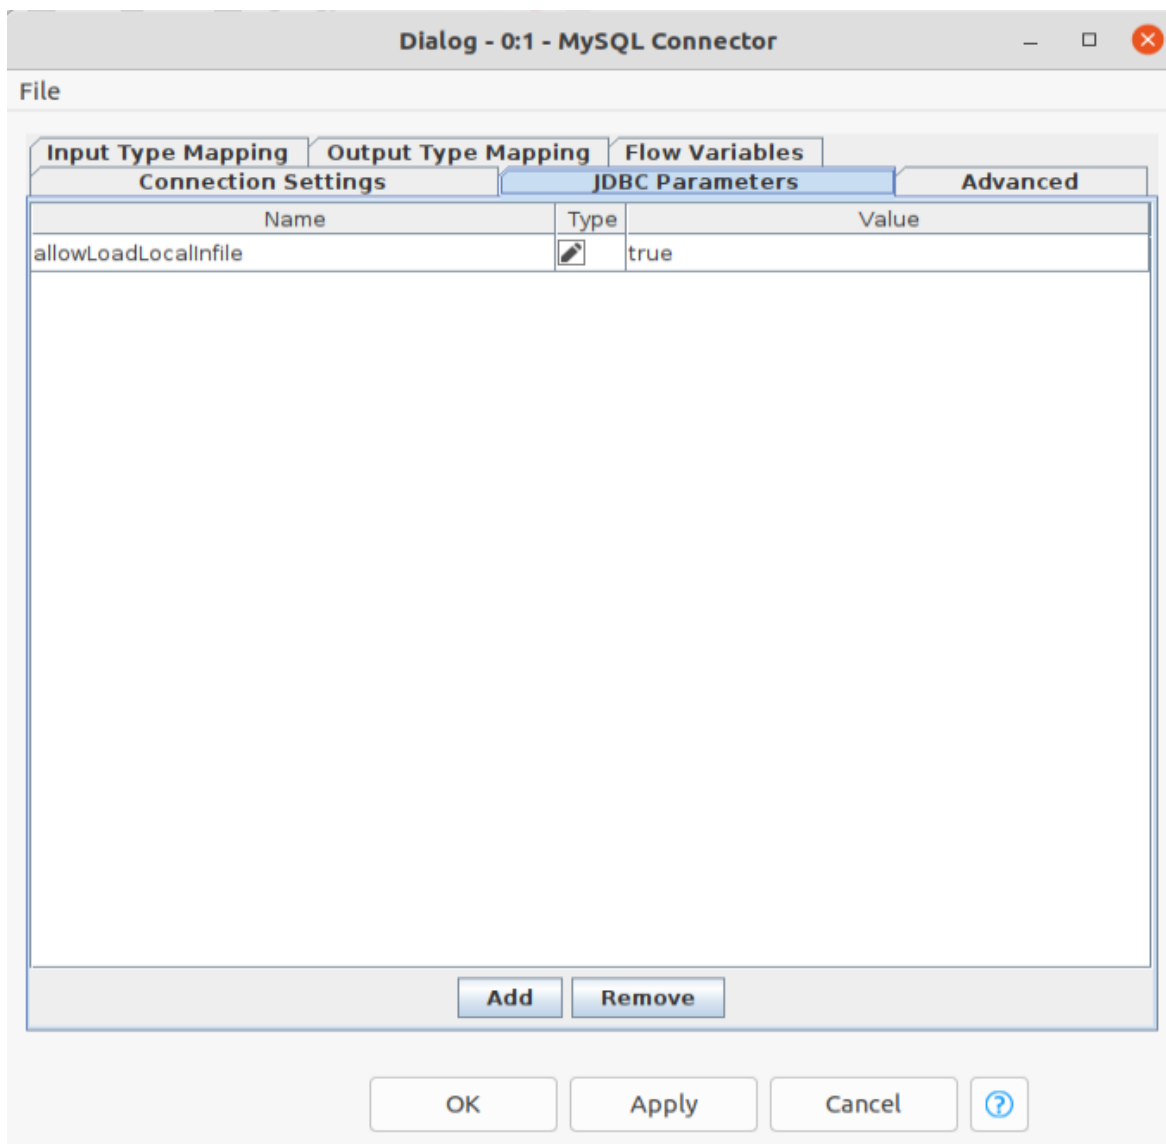 Dialog - 0:1 - MySQL Connector
File
Input Type Mapping Output Type Mapping Flow Variables
Connection Settings JDBC Parameters Advanced
Name Type Value
allowLoadLocalInfile true
Add Remove
OK Apply Cancel ?